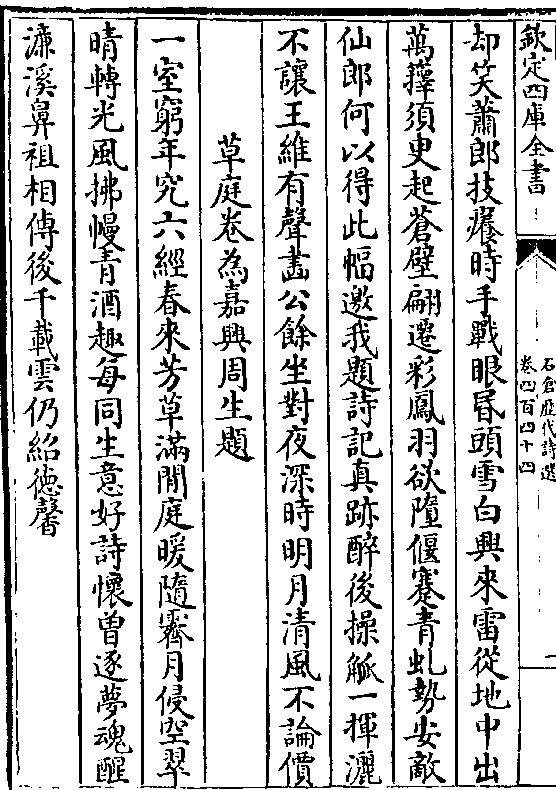 欽定四庫全書
石倉歷代詩選
卷四百四十四
一
却笑蕭郎技癢時手戰眼昏頭雪白興來雷從地中出
萬籜須史起蒼壁翩遷彩鳳羽欲墮偃蹇青虬勢安敵
仙郎何以得此幅邀我題詩記真跡醉後操觚一揮灑
不讓王維有聲畫公餘坐對夜深時明月清風不論價
草庭卷為嘉興周生題
一室窮年究六經春來芳草滿閒庭暖隨霽月侵空翠
晴轉光風拂幔青酒趣每同生意好詩懷曽逐夢魂醒
濂溪鼻祖相傳後千載雲仍紹德馨